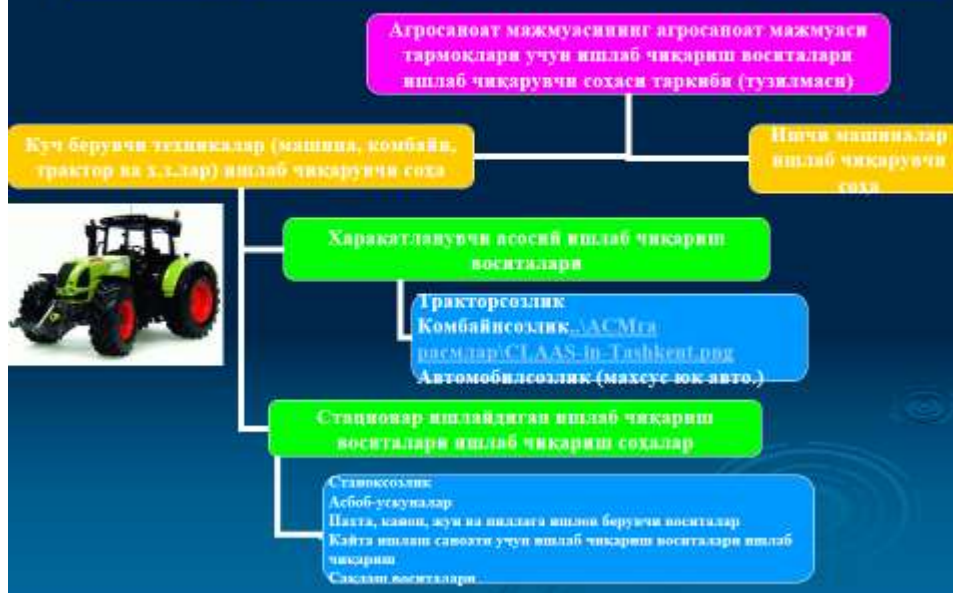 Агросаноат мажмуасининг агросаноат мажмуаси
тармоқлари учун ишлаб чиқариш воситалари
ишлаб чиқарувчи соҳаси таркиби (тузилмаси)
Куч берувчи техникалар (машина, комбайн,
трактор ва ҳ.з.лар) ишлаб чиқарувчи соҳа
Ишчи машиналар
ишлаб чиқарувчи
соҳа
Харакатланувчи асосий ишлаб чиқариш
воситалари
Тракторсозлик
Комбайнсозлик..\АСМга
расмлар\CLAAS-in-Tashkent.png
Автомобилсозлик (махсус юк авто.)
Стационар ишлайдиган ишлаб чиқариш
воситалари ишлаб чиқариш соҳалар
Станоксозлик
Асбоб-ускуналар
Пахта, каноп, жун ва пиллага ишлов берувчи воситалар
Қайта ишлаш саноати учун ишлаб чиқариш воситалари ишлаб
чиқариш
Сақлаш воситалари